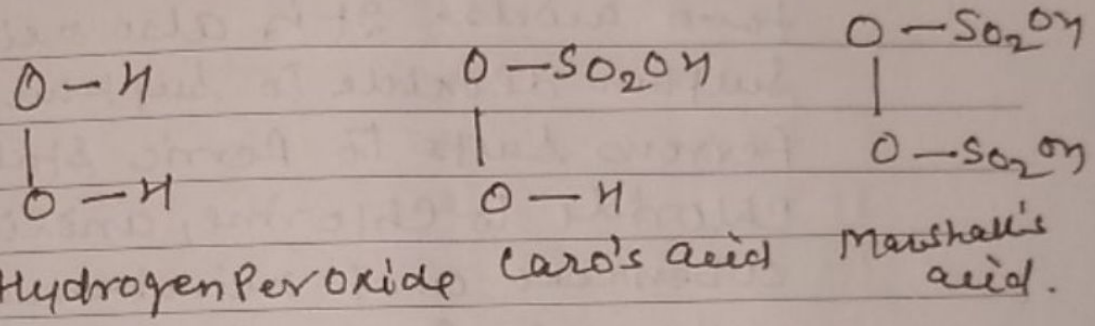 O-H O-SO₂OH O-SO₂OH
| | |
O-H O-H O-SO₂OH
Hydrogen Peroxide Caro's acid Marshall's acid.